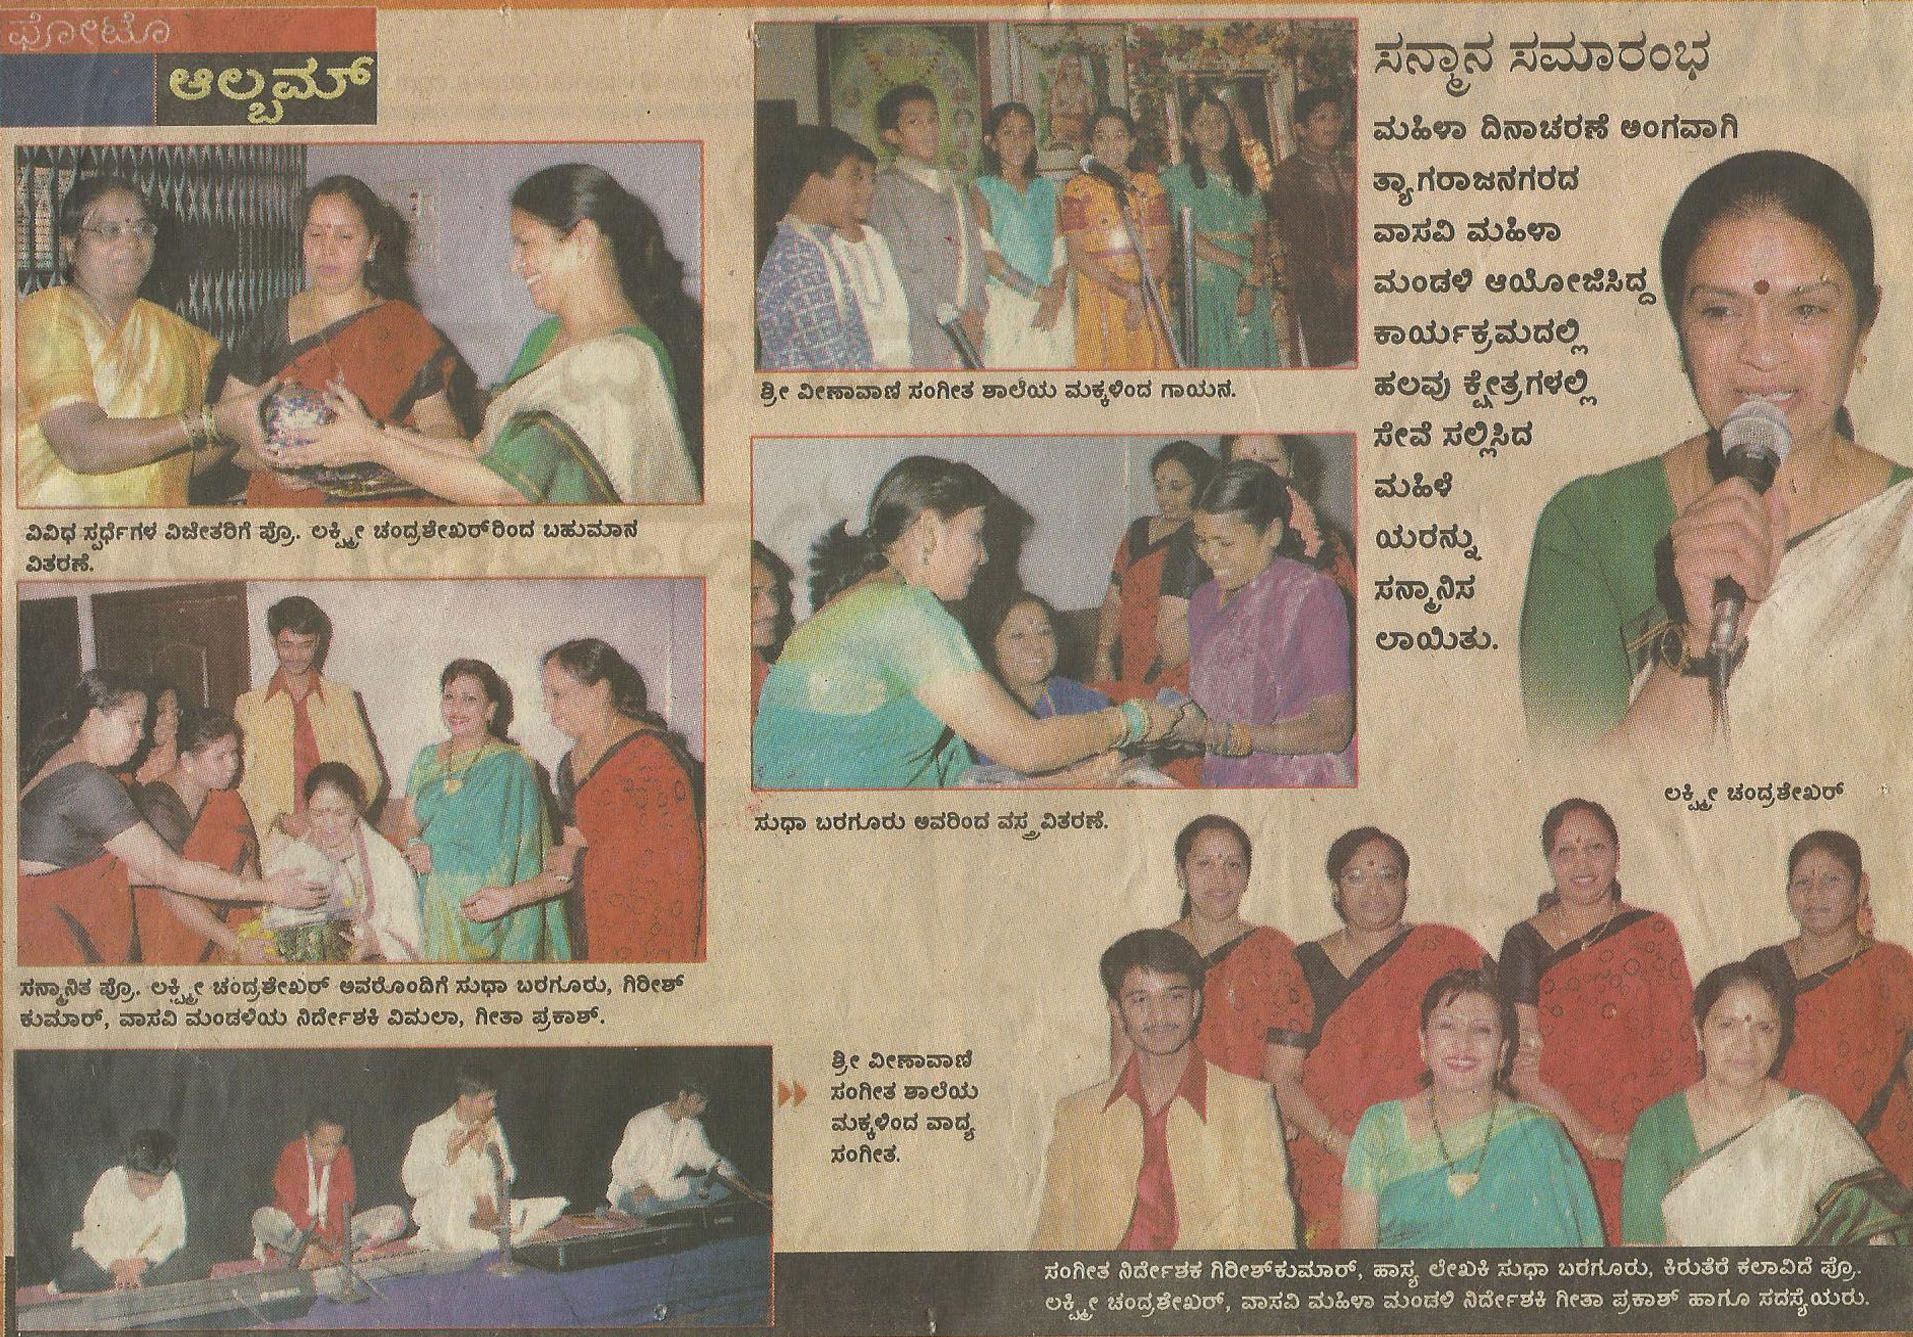 ಫೋಟೊ
ಆಲ್ಬಮ್
ವಿವಿಧ ಸ್ಪರ್ಧೆಗಳ ವಿಜೇತರಿಗೆ ಪ್ರೊ. ಲಕ್ಷ್ಮೀ ಚಂದ್ರಶೇಖರ್‌ರಿಂದ ಬಹುಮಾನ
ವಿತರಣೆ.
ಸನ್ಮಾನಿತ ಪ್ರೊ. ಲಕ್ಷ್ಮೀ ಚಂದ್ರಶೇಖರ್ ಅವರೊಂದಿಗೆ ಸುಧಾ ಬರಗೂರು, ಗಿರೀಶ್
ಕುಮಾರ್, ವಾಸವಿ ಮಂಡಳಿಯ ನಿರ್ದೇಶಕಿ ವಿಮಲಾ, ಗೀತಾ ಪ್ರಕಾಶ್.
ಶ್ರೀ ವೀಣಾವಾಣಿ ಸಂಗೀತ ಶಾಲೆಯ ಮಕ್ಕಳಿಂದ ಗಾಯನ.
ಸುಧಾ ಬರಗೂರು ಅವರಿಂದ ವಸ್ತ್ರವಿತರಣೆ.
ಶ್ರೀ ವೀಣಾವಾಣಿ
ಸಂಗೀತ ಶಾಲೆಯ
ಮಕ್ಕಳಿಂದ ವಾದ್ಯ
ಸಂಗೀತ.
ಸನ್ಮಾನ ಸಮಾರಂಭ
ಮಹಿಳಾ ದಿನಾಚರಣೆ ಅಂಗವಾಗಿ
ತ್ಯಾಗರಾಜನಗರದ
ವಾಸವಿ ಮಹಿಳಾ
ಮಂಡಳಿ ಆಯೋಜಿಸಿದ್ದ
ಕಾರ್ಯಕ್ರಮದಲ್ಲಿ
ಹಲವು ಕ್ಷೇತ್ರಗಳಲ್ಲಿ
ಸೇವೆ ಸಲ್ಲಿಸಿದ
ಮಹಿಳೆ
ಯರನ್ನು
ಸನ್ಮಾನಿಸ
ಲಾಯಿತು.
ಲಕ್ಷ್ಮೀ ಚಂದ್ರಶೇಖರ್
ಸಂಗೀತ ನಿರ್ದೇಶಕ ಗಿರೀಶ್‌ಕುಮಾರ್, ಹಾಸ್ಯ ಲೇಖಕಿ ಸುಧಾ ಬರಗೂರು, ಕಿರುತೆರೆ ಕಲಾವಿದೆ ಪ್ರೊ.
ಲಕ್ಷ್ಮೀ ಚಂದ್ರಶೇಖರ್, ವಾಸವಿ ಮಹಿಳಾ ಮಂಡಳಿ ನಿರ್ದೇಶಕಿ ಗೀತಾ ಪ್ರಕಾಶ್ ಹಾಗೂ ಸದಸ್ಯೆಯರು.